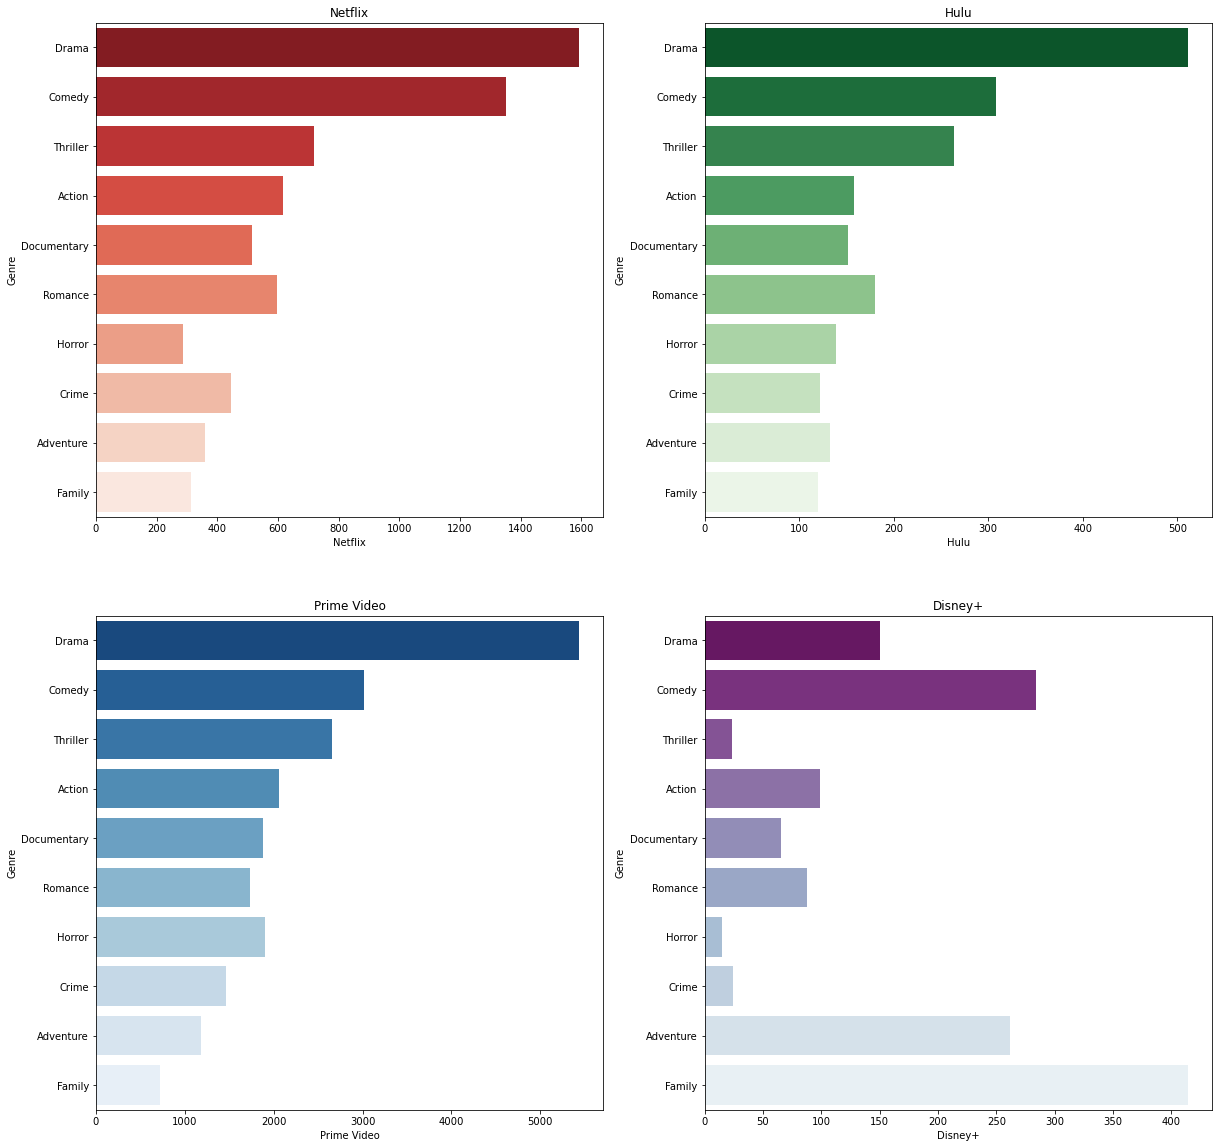 Netflix
Drama
Comedy
Thriller
Action
Documentary
Romance
Horror
Crime
Adventure
Family
Genre
0 200 400 600 800 1000 1200 1400 1600
Netflix
Hulu
Drama
Comedy
Thriller
Action
Documentary
Romance
Horror
Crime
Adventure
Family
Genre
0 100 200 300 400 500
Hulu
Prime Video
Drama
Comedy
Thriller
Action
Documentary
Romance
Horror
Crime
Adventure
Family
Genre
0 1000 2000 3000 4000 5000
Prime Video
Disney+
Drama
Comedy
Thriller
Action
Documentary
Romance
Horror
Crime
Adventure
Family
Genre
0 50 100 150 200 250 300 350 400
Disney+